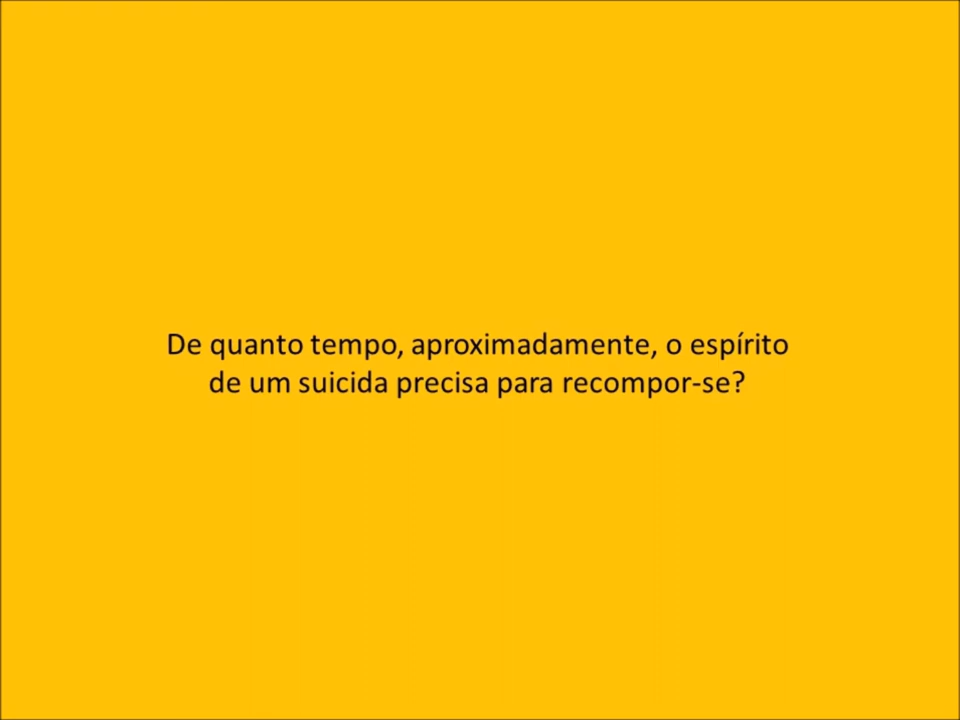 De quanto tempo, aproximadamente, o espírito
de um suicida precisa para recompor-se?